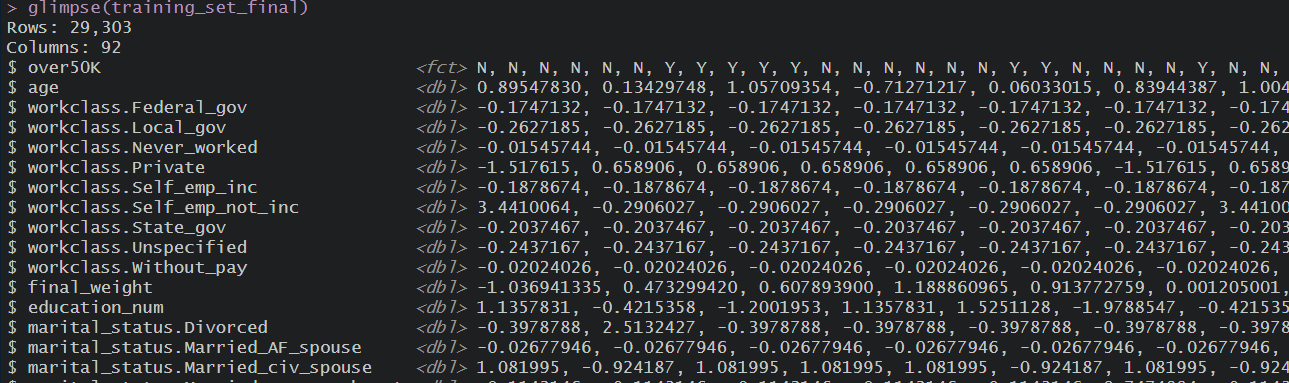 > glimpse(training_set_final)
Rows: 29,303
Columns: 92
$ over50K <fct> N, N, N, N, N, N, Y, Y, Y, Y, Y, N, N, N, N, N, N, Y, Y, N, N, N, N, Y, N, N,
$ age <dbl> 0.89547830, 0.13429748, 1.05709354, -0.71271217, 0.06033015, 0.83944387, 1.004
$ workclass.Federal_gov <dbl> -0.1747132, -0.1747132, -0.1747132, -0.1747132, -0.1747132, -0.1747132, -0.174
$ workclass.Local_gov <dbl> -0.2627185, -0.2627185, -0.2627185, -0.2627185, -0.2627185, -0.2627185, -0.262
$ workclass.Never_worked <dbl> -0.01545744, -0.01545744, -0.01545744, -0.01545744, -0.01545744, -0.01545744,
$ workclass.Private <dbl> -1.517615, 0.658906, 0.658906, 0.658906, 0.658906, 0.658906, -1.517615, 0.6589
$ workclass.Self_emp_inc <dbl> -0.1878674, -0.1878674, -0.1878674, -0.1878674, -0.1878674, -0.1878674, -0.187
$ workclass.Self_emp_not_inc <dbl> 3.4410064, -0.2906027, -0.2906027, -0.2906027, -0.2906027, -0.2906027, 3.44100
$ workclass.State_gov <dbl> -0.2037467, -0.2037467, -0.2037467, -0.2037467, -0.2037467, -0.2037467, -0.203
$ workclass.Unspecified <dbl> -0.2437167, -0.2437167, -0.2437167, -0.2437167, -0.2437167, -0.2437167, -0.243
$ workclass.Without_pay <dbl> -0.02024026, -0.02024026, -0.02024026, -0.02024026, -0.02024026, -0.02024026,
$ final_weight <dbl> -1.036941335, 0.473299420, 0.607893900, 1.188860965, 0.913772759, 0.001205001,
$ education_num <dbl> 1.1357831, -0.4215358, -1.2001953, 1.1357831, 1.5251128, -1.9788547, -0.421535
$ marital_status.Divorced <dbl> -0.3978788, 2.5132427, -0.3978788, -0.3978788, -0.3978788, -0.3978788, -0.3978
$ marital_status.Married_AF_spouse <dbl> -0.02677946, -0.02677946, -0.02677946, -0.02677946, -0.02677946, -0.02677946,
$ marital_status.Married_civ_spouse <dbl> 1.081995, -0.924187, 1.081995, 1.081995, 1.081995, -0.924187, 1.081995, -0.924